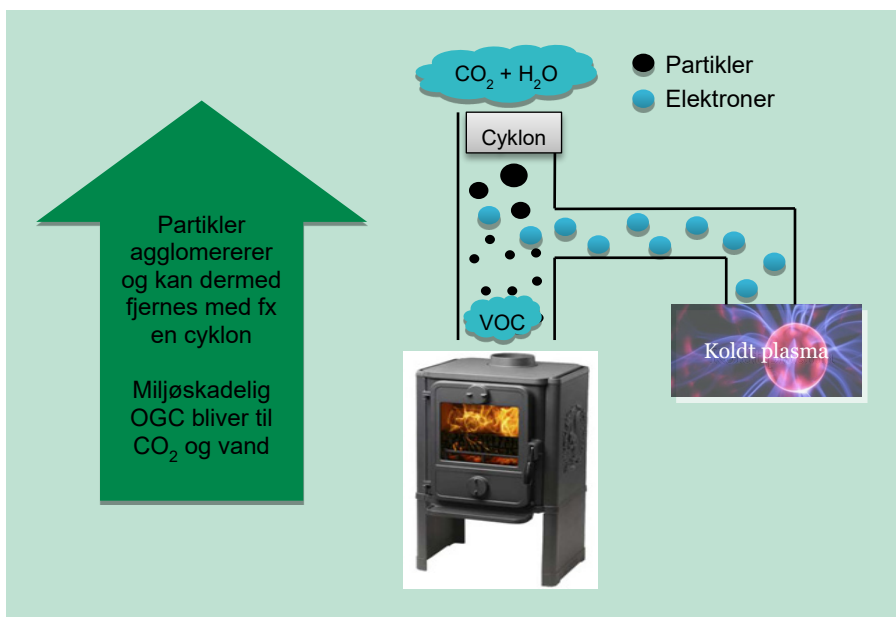 CO₂ + H₂O
Partikler
Elektroner
Cyklon
Partikler
agglomererer
og kan dermed
fjernes med fx
en cyklon
Miljøskadelig
OGC bliver til
CO₂ og vand
VOC
Koldt plasma